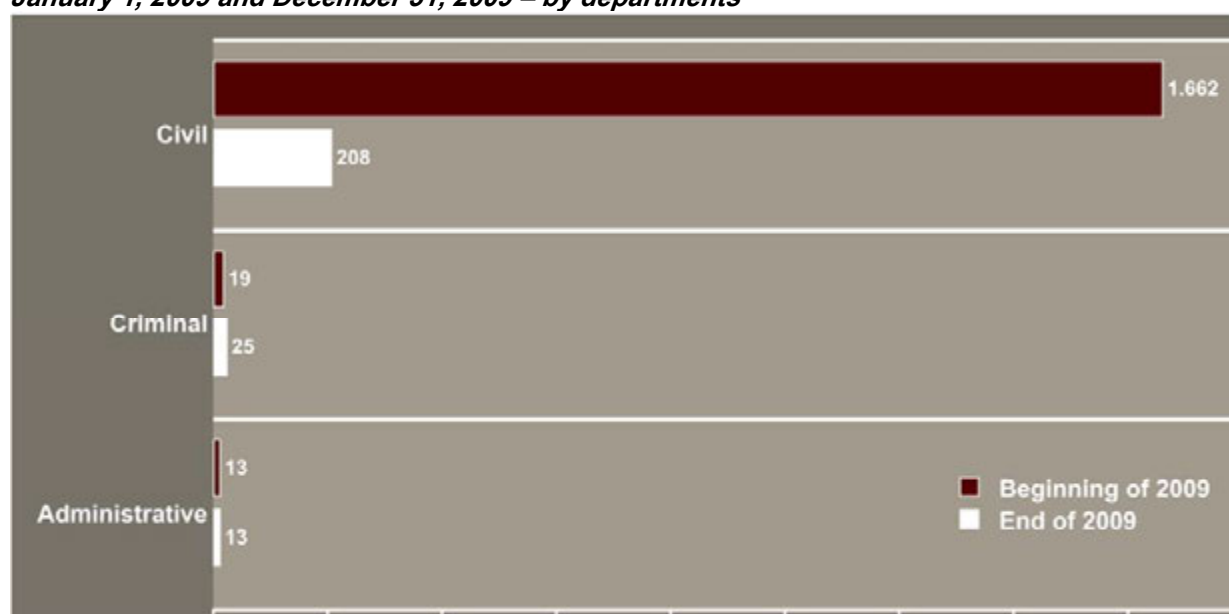 January 1, 2009 and December 31, 2009 – by departments
1.662
Civil
208
19
Criminal
25
13
Administrative
13
Beginning of 2009
End of 2009